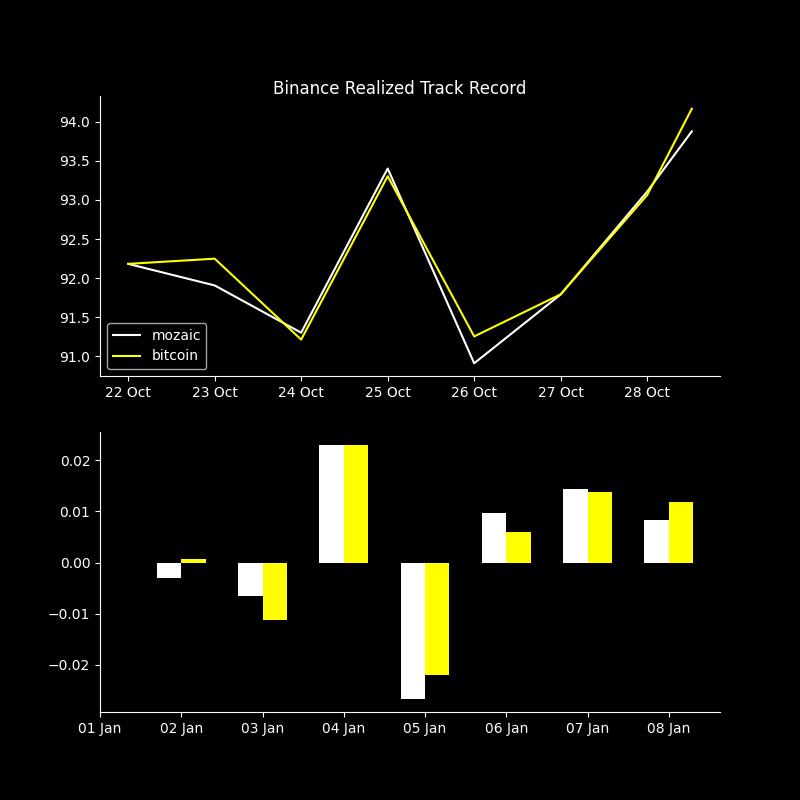 Binance Realized Track Record
94.0
93.5
93.0
92.5
92.0
91.5
91.0
mozaic
bitcoin
22 Oct 23 Oct 24 Oct 25 Oct 26 Oct 27 Oct 28 Oct
0.02
0.01
0.00
−0.01
−0.02
01 Jan 02 Jan 03 Jan 04 Jan 05 Jan 06 Jan 07 Jan 08 Jan